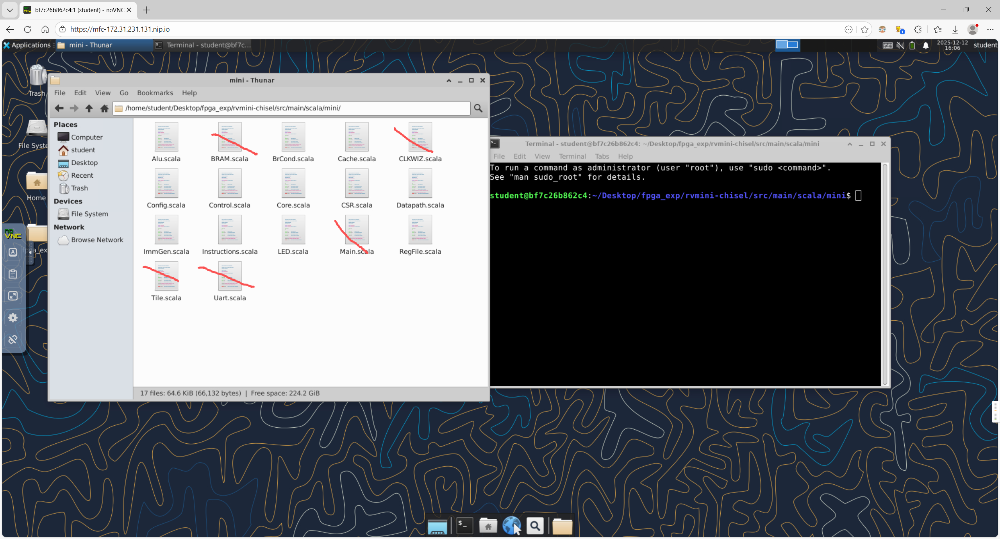 bf7c26b862c4:1 (student) - noVNC
https://mfc-172.31.231.131.nip.io
1
Applications
mini - Thunar
Terminal - student@bf7c...
2025-12-12
16:06
student
Trash
File Syste
Home
fpga_ex
no
VNC
A
mini - Thunar
File Edit View Go Bookmarks Help
/home/student/Desktop/fpga_exp/rvmini-chisel/src/main/scala/mini/
Places
Computer
student
Desktop
Recent
Trash
Devices
File System
Network
Browse Network
Alu.scala BRAM.scala BrCond.scala Cache.scala CLKWIZ.scala
Config.scala Control.scala Core.scala CSR.scala Datapath.scala
ImmGen.scala Instructions.scala LED.scala Main.scala RegFile.scala
Tile.scala Uart.scala
17 files: 64.6 KiB (66,132 bytes) | Free space: 224.2 GiB
Terminal - student@bf7c26b862c4: ~/Desktop/fpga_exp/rvmini-chisel/src/main/scala/mini
File Edit View Terminal Tabs Help
To run a command as administrator (user "root"), use "sudo <command>".
See "man sudo_root" for details.
student@bf7c26b862c4:~/Desktop/fpga_exp/rvmini-chisel/src/main/scala/mini$